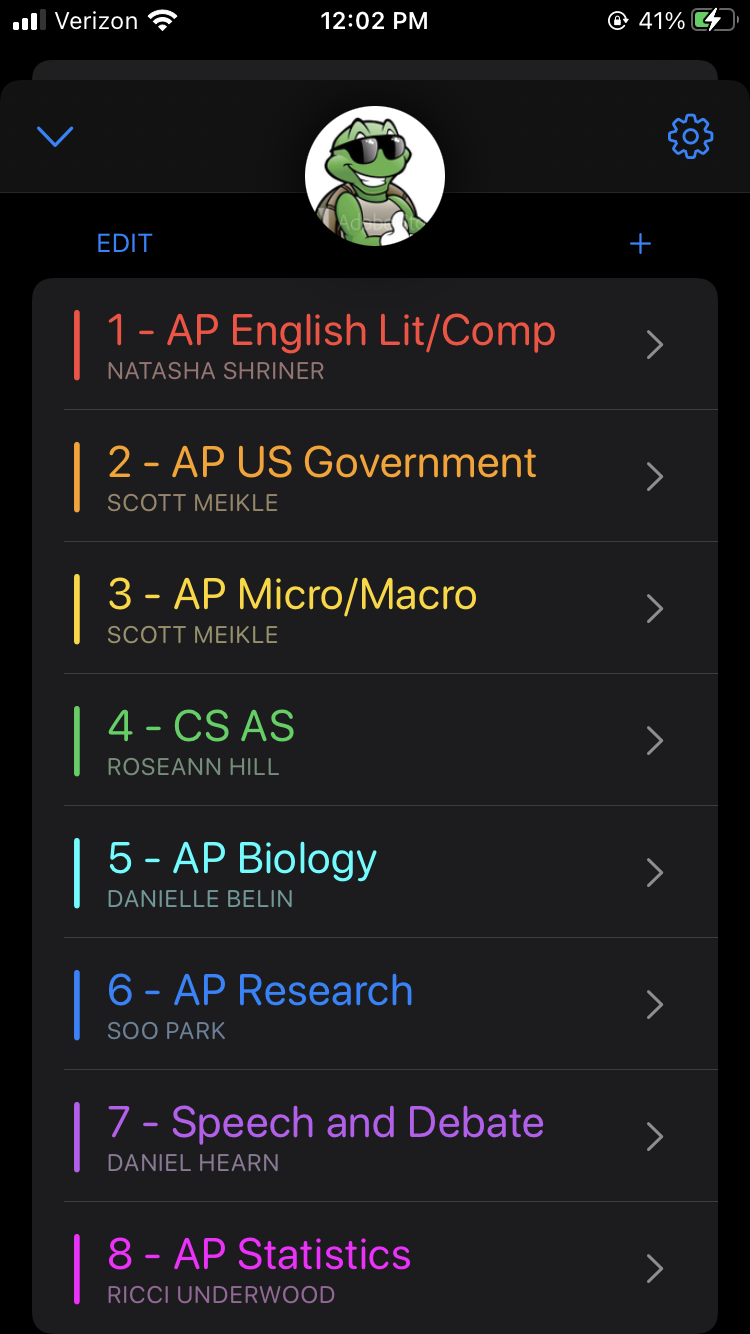 Verizon 12:02 PM 41%
EDIT +
1 - AP English Lit/Comp
NATASHA SHRINER
2 - AP US Government
SCOTT MEIKLE
3 - AP Micro/Macro
SCOTT MEIKLE
4 - CS AS
ROSEANN HILL
5 - AP Biology
DANIELLE BELIN
6 - AP Research
SOO PARK
7 - Speech and Debate
DANIEL HEARN
8 - AP Statistics
RICCI UNDERWOOD